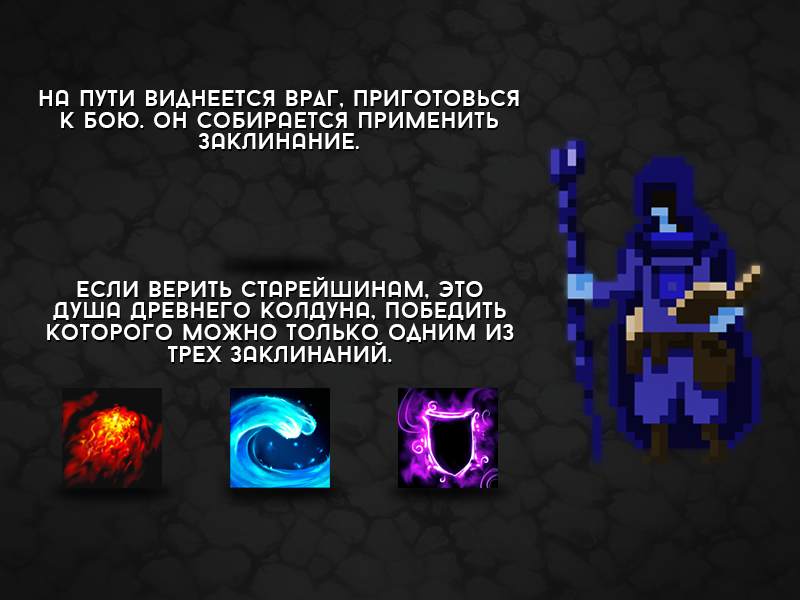 НА ПУТИ ВИДНЕЕТСЯ ВРАГ, ПРИГОТОВЬСЯ
К БОЮ. ОН СОБИРАЕТСЯ ПРИМЕНИТЬ
ЗАКЛИНАНИЕ.
ЕСЛИ ВЕРИТЬ СТАРЕЙШИНАМ, ЭТО
ДУША ДРЕВНЕГО КОЛДУНА, ПОБЕДИТЬ
КОТОРОГО МОЖНО ТОЛЬКО ОДНИМ ИЗ
ТРЕХ ЗАКЛИНАНИЙ.